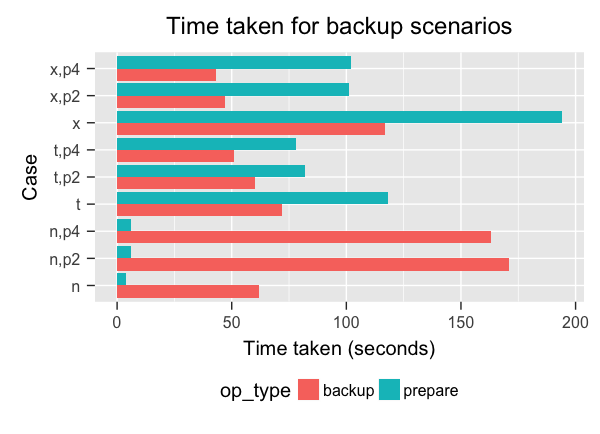 Time taken for backup scenarios
Case
x,p4
x,p2
x
t,p4
t,p2
t
n,p4
n,p2
n
0 50 100 150 200
Time taken (seconds)
op_type backup prepare